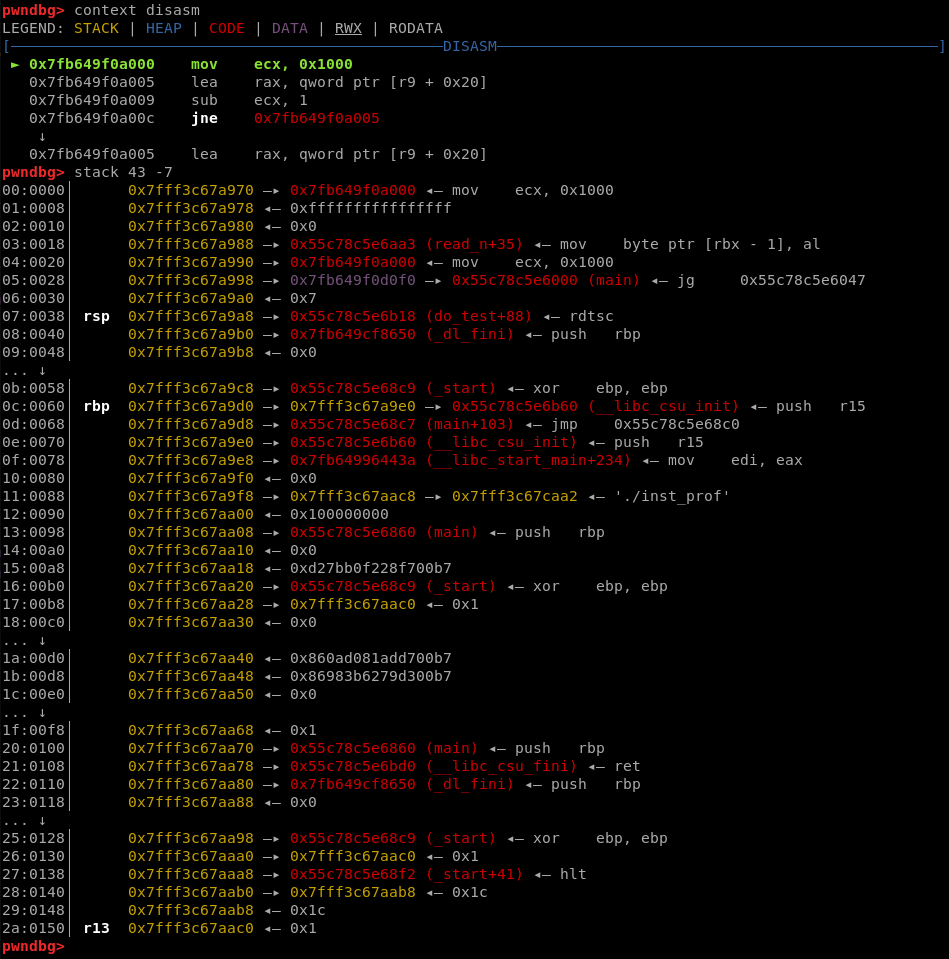 pwndbg> context disasm
LEGEND: STACK | HEAP | CODE | DATA | RWX | RODATA
[───────────────────────────────DISASM───────────────────────────────]
 ► 0x7fb649f0a000    mov    ecx, 0x1000
   0x7fb649f0a005    lea    rax, qword ptr [r9 + 0x20]
   0x7fb649f0a009    sub    ecx, 1
   0x7fb649f0a00c    jne    0x7fb649f0a005
    ↓
   0x7fb649f0a005    lea    rax, qword ptr [r9 + 0x20]
pwndbg> stack 43 -7
00:0000│      0x7fff3c67a970 —▸ 0x7fb649f0a000 ◂— mov    ecx, 0x1000
01:0008│      0x7fff3c67a978 ◂— 0xffffffffffffffff
02:0010│      0x7fff3c67a980 ◂— 0x0
03:0018│      0x7fff3c67a988 —▸ 0x55c78c5e6aa3 (read_n+35) ◂— mov    byte ptr [rbx - 1], al
04:0020│      0x7fff3c67a990 —▸ 0x7fb649f0a000 ◂— mov    ecx, 0x1000
05:0028│      0x7fff3c67a998 —▸ 0x7fb649f0d0f0 —▸ 0x55c78c5e6000 (main) ◂— jg     0x55c78c5e6047
06:0030│      0x7fff3c67a9a0 ◂— 0x7
07:0038│ rsp  0x7fff3c67a9a8 —▸ 0x55c78c5e6b18 (do_test+88) ◂— rdtsc
08:0040│      0x7fff3c67a9b0 —▸ 0x7fb649cf8650 (_dl_fini) ◂— push   rbp
09:0048│      0x7fff3c67a9b8 ◂— 0x0
... ↓
0b:0058│      0x7fff3c67a9c8 —▸ 0x55c78c5e68c9 (_start) ◂— xor    ebp, ebp
0c:0060│ rbp  0x7fff3c67a9d0 —▸ 0x7fff3c67a9e0 —▸ 0x55c78c5e6b60 (__libc_csu_init) ◂— push   r15
0d:0068│      0x7fff3c67a9d8 —▸ 0x55c78c5e68c7 (main+103) ◂— jmp    0x55c78c5e68c0
0e:0070│      0x7fff3c67a9e0 —▸ 0x55c78c5e6b60 (__libc_csu_init) ◂— push   r15
0f:0078│      0x7fff3c67a9e8 —▸ 0x7fb64996443a (__libc_start_main+234) ◂— mov    edi, eax
10:0080│      0x7fff3c67a9f0 ◂— 0x0
11:0088│      0x7fff3c67a9f8 —▸ 0x7fff3c67aac8 —▸ 0x7fff3c67caa2 ◂— './inst_prof'
12:0090│      0x7fff3c67aa00 ◂— 0x100000000
13:0098│      0x7fff3c67aa08 —▸ 0x55c78c5e6860 (main) ◂— push   rbp
14:00a0│      0x7fff3c67aa10 ◂— 0x0
15:00a8│      0x7fff3c67aa18 ◂— 0xd27bb0f228f700b7
16:00b0│      0x7fff3c67aa20 —▸ 0x55c78c5e68c9 (_start) ◂— xor    ebp, ebp
17:00b8│      0x7fff3c67aa28 —▸ 0x7fff3c67aac0 ◂— 0x1
18:00c0│      0x7fff3c67aa30 ◂— 0x0
... ↓
1a:00d0│      0x7fff3c67aa40 ◂— 0x860ad081add700b7
1b:00d8│      0x7fff3c67aa48 ◂— 0x86983b6279d300b7
1c:00e0│      0x7fff3c67aa50 ◂— 0x0
... ↓
1f:00f8│      0x7fff3c67aa68 ◂— 0x1
20:0100│      0x7fff3c67aa70 —▸ 0x55c78c5e6860 (main) ◂— push   rbp
21:0108│      0x7fff3c67aa78 —▸ 0x55c78c5e6bd0 (__libc_csu_fini) ◂— ret
22:0110│      0x7fff3c67aa80 —▸ 0x7fb649cf8650 (_dl_fini) ◂— push   rbp
23:0118│      0x7fff3c67aa88 ◂— 0x0
... ↓
25:0128│      0x7fff3c67aa98 —▸ 0x55c78c5e68c9 (_start) ◂— xor    ebp, ebp
26:0130│      0x7fff3c67aaa0 —▸ 0x7fff3c67aac0 ◂— 0x1
27:0138│      0x7fff3c67aaa8 —▸ 0x55c78c5e68f2 (_start+41) ◂— hlt
28:0140│      0x7fff3c67aab0 —▸ 0x7fff3c67aab8 ◂— 0x1c
29:0148│      0x7fff3c67aab8 ◂— 0x1c
2a:0150│ r13  0x7fff3c67aac0 ◂— 0x1
pwndbg>